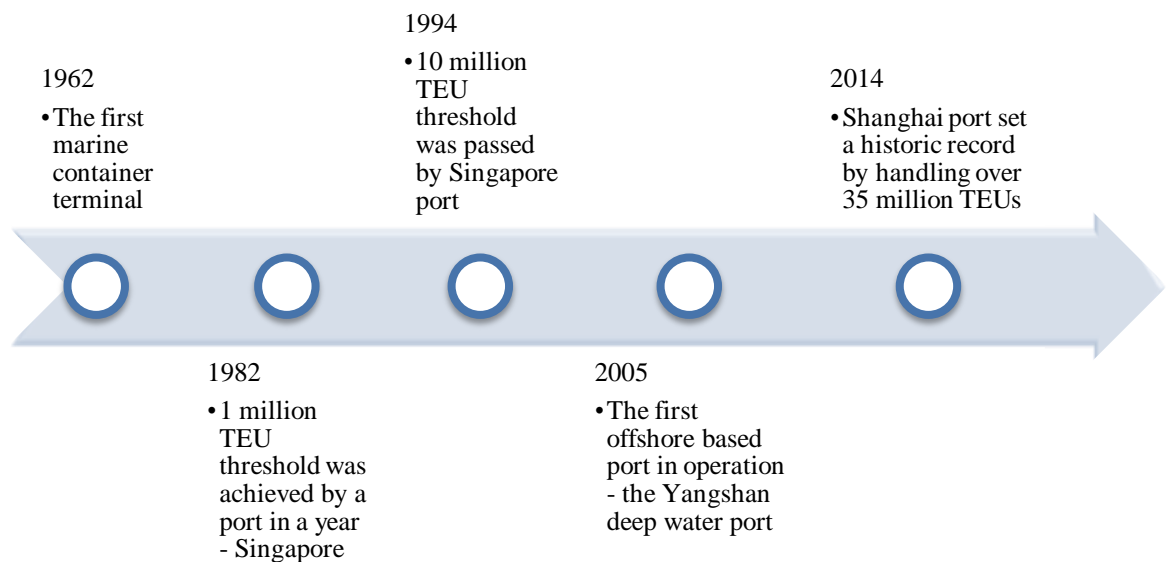 1962
•The first
marine
container
terminal
1982
•1 million
TEU
threshold was
achieved by a
port in a year
- Singapore
1994
•10 million
TEU
threshold
was passed
by Singapore
port
2005
•The first
offshore based
port in operation
- the Yangshan
deep water port
2014
•Shanghai port set
a historic record
by handling over
35 million TEUs